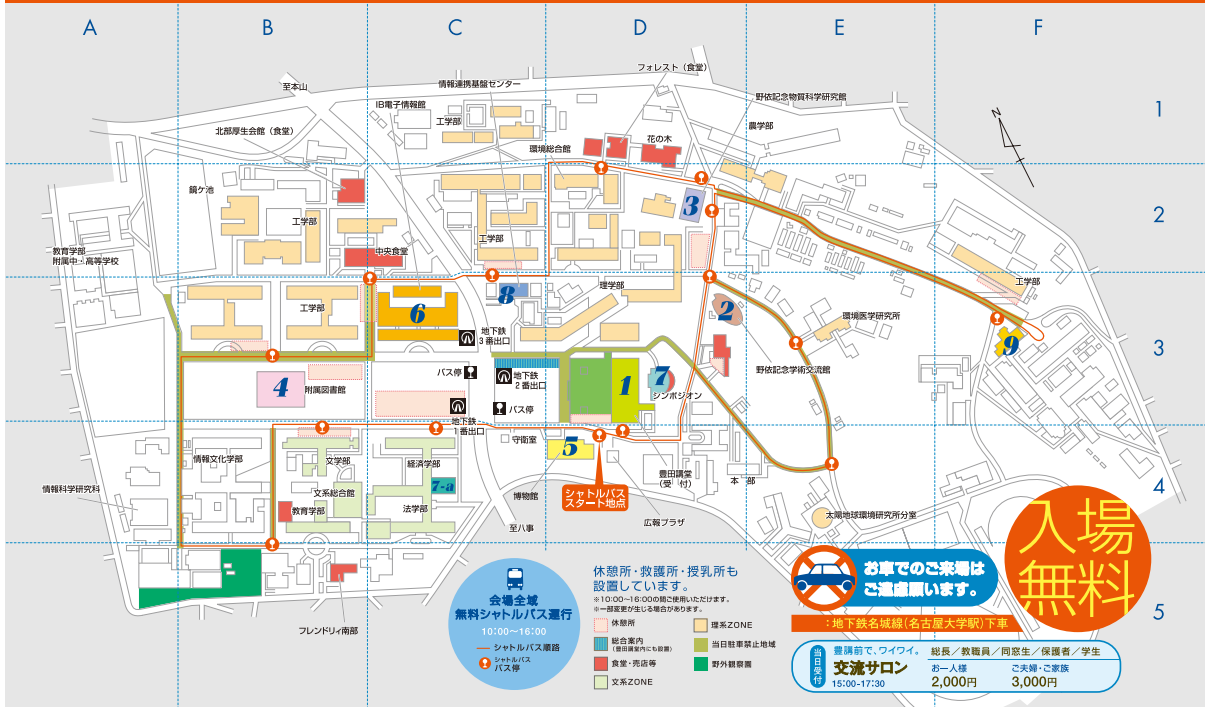 A
B
C
D
E
F
1
2
3
4
5
至本山
情報連携基盤センター
フォレスト（食堂）
IB電子情報館
野依記念物質科学研究館
工学部
北部厚生会館（食堂）
花の木
農学部
環境総合館
N
鏡ケ池
3
工学部
工学部
教育学部
附属中・高等学校
中央食堂
理学部
工学部
8
工学部
6
2
環境医学研究所
地下鉄
3番出口
9
野依記念学術交流館
バス停
地下鉄
2番出口
1
7
シンポジオン
4
附属図書館
バス停
地下鉄
1番出口
守衛室
5
情報文化学部
文学部
経済学部
豊田講堂
（受 付）
本 部
7-a
情報科学研究科
文系総合館
博物館
シャトルバス
スタート地点
教育学部
法学部
広報プラザ
太陽地球環境研究所分室
至八事
フレンドリィ南部
入場
無料
会場全域
無料シャトルバス運行
10:00〜16:00
シャトルバス順路
シャトルバス
バス停
休憩所・救護所・授乳所も
設置しています。
※10:00〜16:00の間ご使用いただけます。
※一部変更が生じる場合があります。
休憩所
総合案内
（豊田講堂内にも設置）
食堂・売店等
文系ZONE
理系ZONE
当日駐車禁止地域
野外観察園
お車でのご来場は
ご遠慮願います。
：地下鉄名城線（名古屋大学駅）下車
当日受付
豊講前で、ワイワイ。
交流サロン
15:00-17:30
総長／教職員／同窓生／保護者／学生
お一人様
2,000円
ご夫婦・ご家族
3,000円